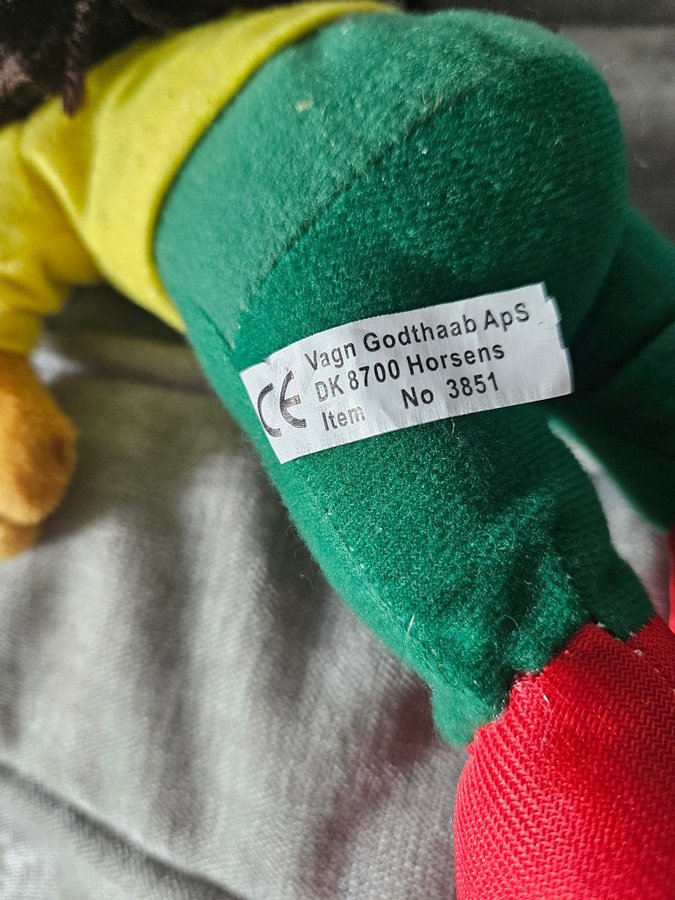 CE
Vagn Godthaab ApS
DK 8700 Horsens
Item No 3851